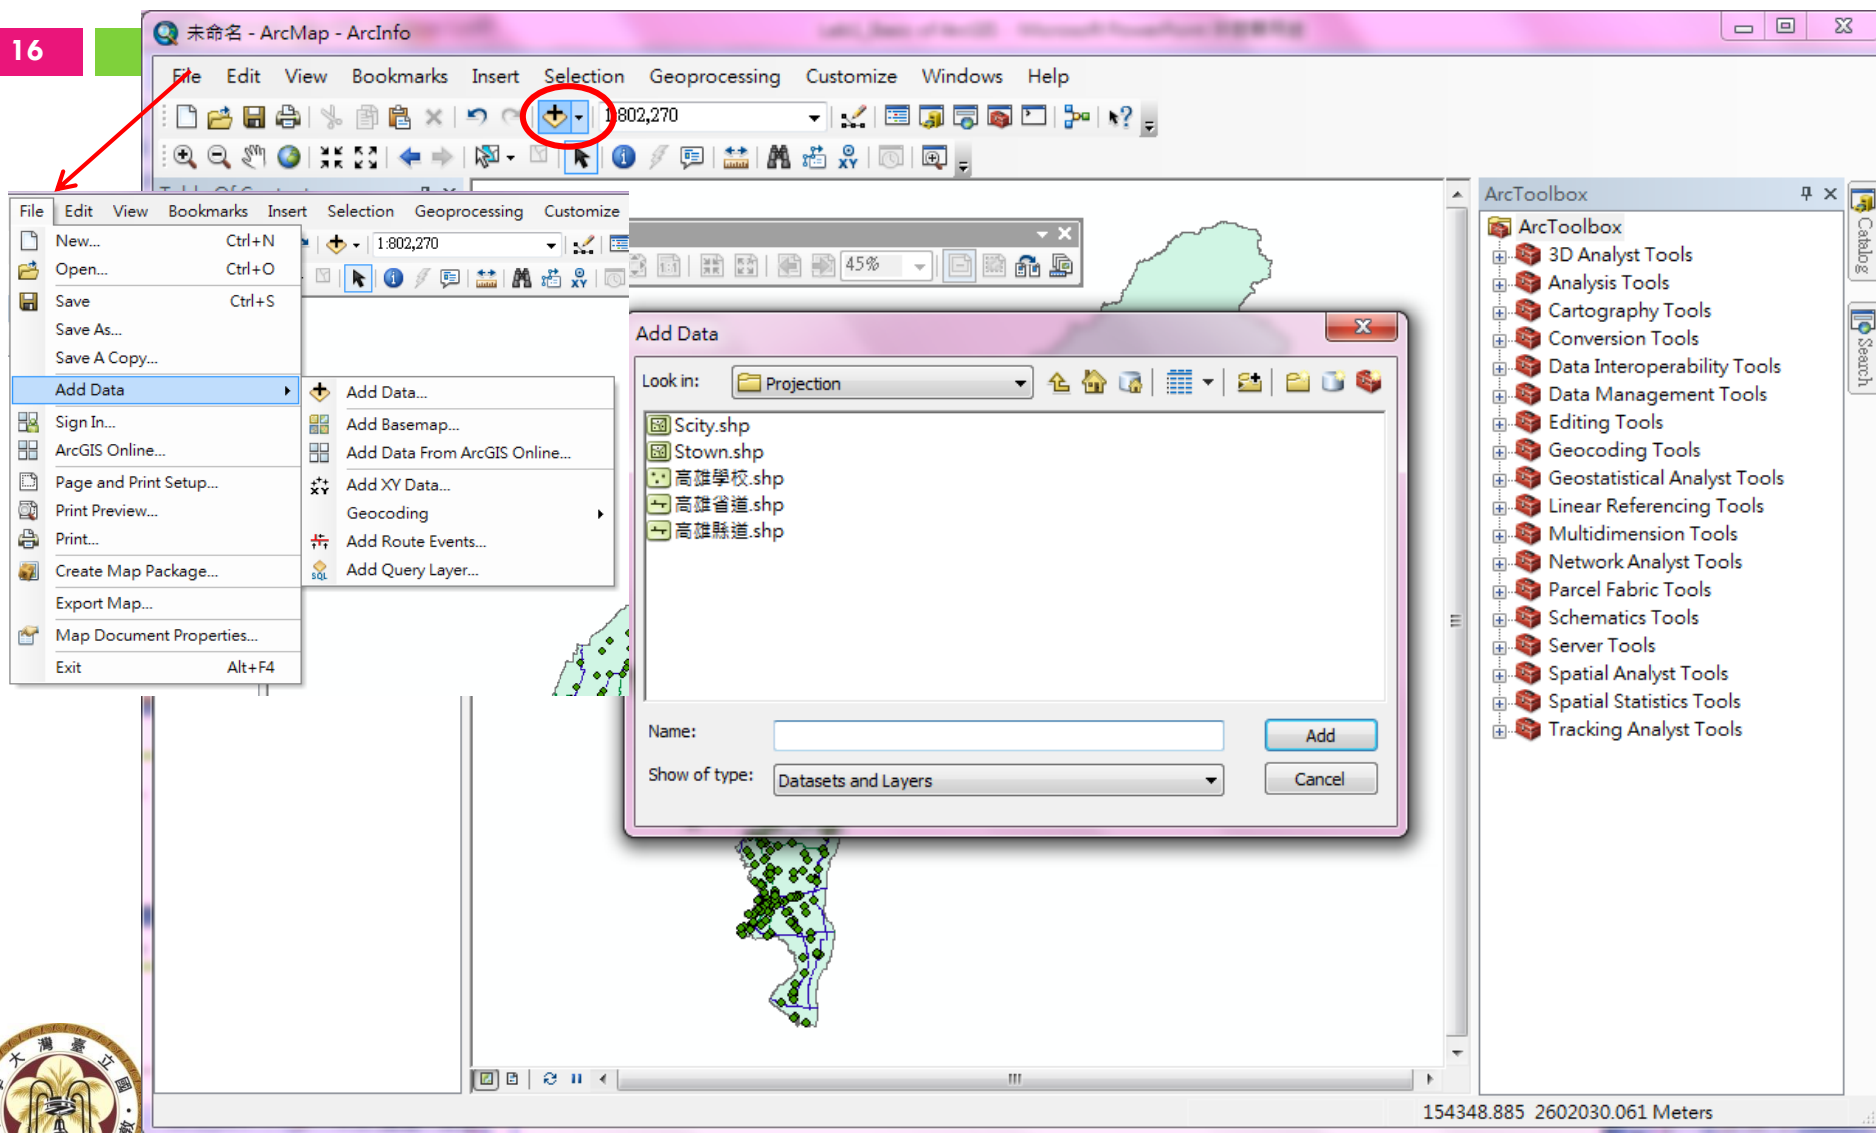 16
未命名 - ArcMap - ArcInfo
File Edit View Bookmarks Insert Selection Geoprocessing Customize Windows Help
1:802,270
File Edit View Bookmarks Insert Selection Geoprocessing Customize
1:802,270
45%
New... Ctrl+N
Open... Ctrl+O
Save Ctrl+S
Save As...
Save A Copy...
Add Data
Sign In...
ArcGIS Online...
Page and Print Setup...
Print Preview...
Print...
Create Map Package...
Export Map...
Map Document Properties...
Exit Alt+F4
Add Data...
Add Basemap...
Add Data From ArcGIS Online...
Add XY Data...
Geocoding
Add Route Events...
Add Query Layer...
Add Data
Look in: Projection
Scity.shp
Stown.shp
高雄學校.shp
高雄省道.shp
高雄縣道.shp
Name: Add
Show of type: Datasets and Layers Cancel
ArcToolbox
ArcToolbox
3D Analyst Tools
Analysis Tools
Cartography Tools
Conversion Tools
Data Interoperability Tools
Data Management Tools
Editing Tools
Geocoding Tools
Geostatistical Analyst Tools
Linear Referencing Tools
Multidimension Tools
Network Analyst Tools
Parcel Fabric Tools
Schematics Tools
Server Tools
Spatial Analyst Tools
Spatial Statistics Tools
Tracking Analyst Tools
Catalog
Search
154348.885 2602030.061 Meters
大 灣 臺 立 國